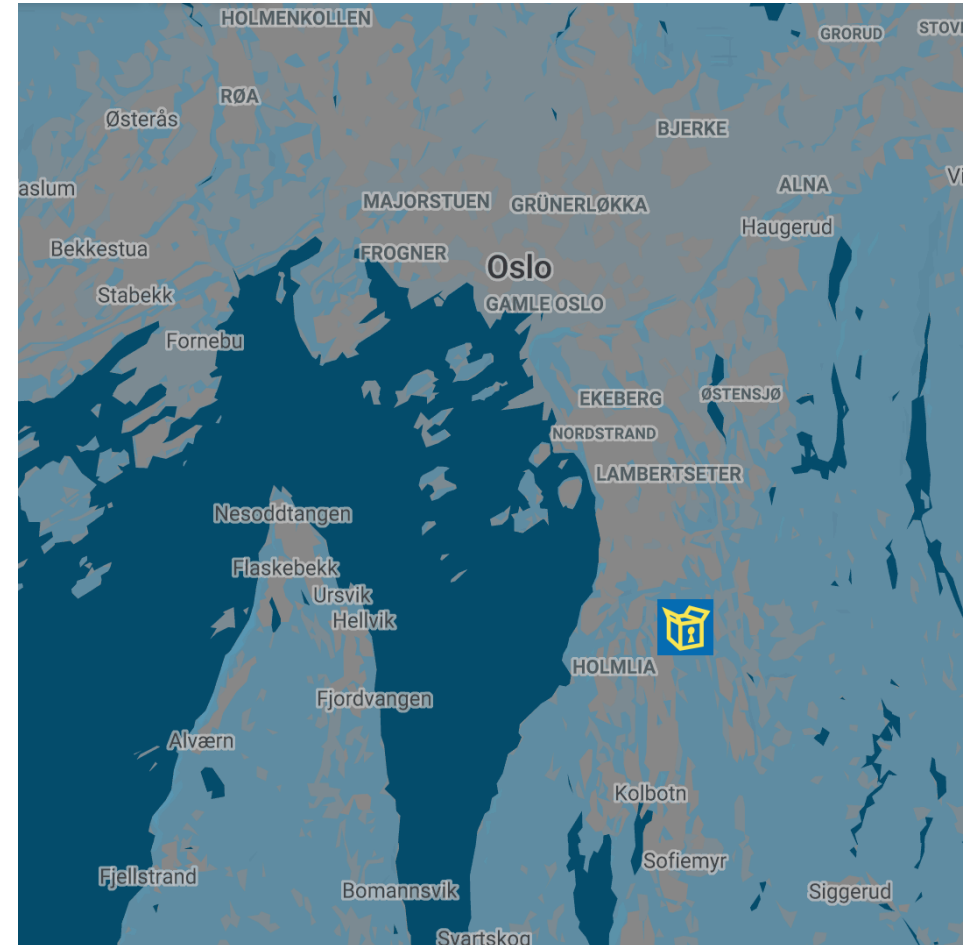 HOLMENKOLLEN
GRORUD
STOV
RØA
Østerås
BJERKE
aslum
MAJORSTUEN
GRÜNERLØKKA
ALNA
Vi
Haugerud
Bekkestua
FROGNER
Oslo
Stabekk
GAMLE OSLO
Fornebu
EKEBERG
ØSTENSJØ
NORDSTRAND
LAMBERTSETER
Nesoddtangen
Flaskebekk
Ursvik
Hellvik
HOLMLIA
Fjordvangen
Alværn
Kolbotn
Sofiemyr
Fjellstrand
Bomannsvik
Siggerud
Svartskog